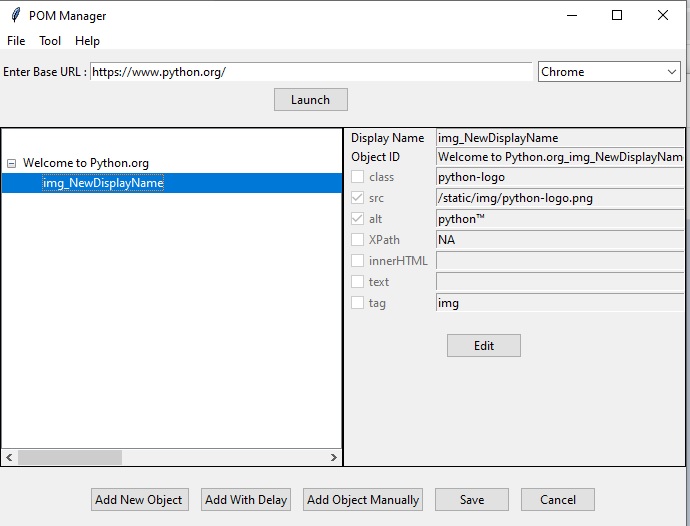 POM Manager
File Tool Help
Enter Base URL : https://www.python.org/ Chrome
Launch
Welcome to Python.org
img_NewDisplayName
Display Name img_NewDisplayName
Object ID Welcome to Python.org_img_NewDisplayNam
class python-logo
src /static/img/python-logo.png
alt python™
XPath NA
innerHTML
text
tag img
Edit
Add New Object Add With Delay Add Object Manually Save Cancel